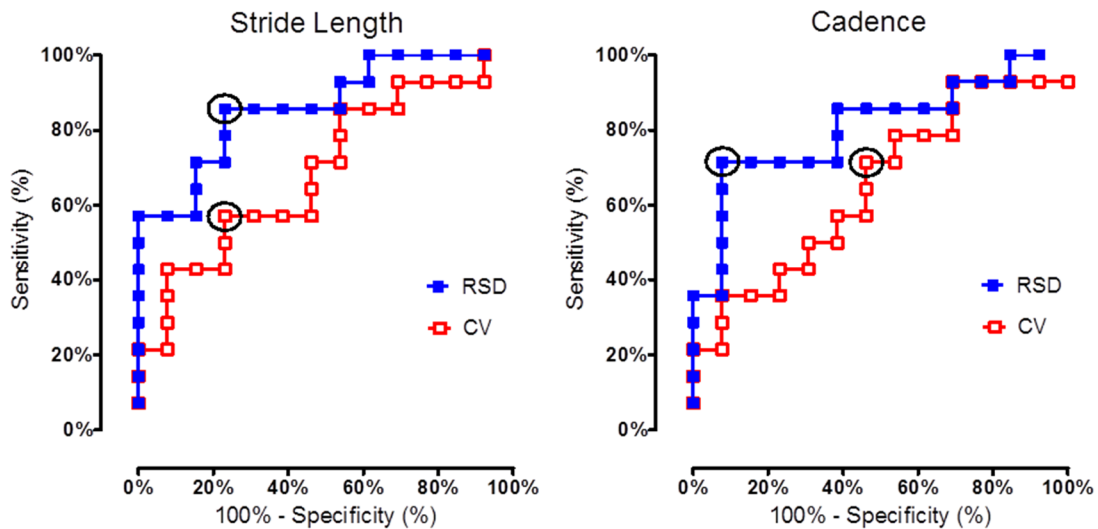 Stride Length
100%
80%
60%
40%
20%
0%
Sensitivity (%)
RSD
CV
0% 20% 40% 60% 80% 100%
100% - Specificity (%)
Cadence
100%
80%
60%
40%
20%
0%
Sensitivity (%)
RSD
CV
0% 20% 40% 60% 80% 100%
100% - Specificity (%)